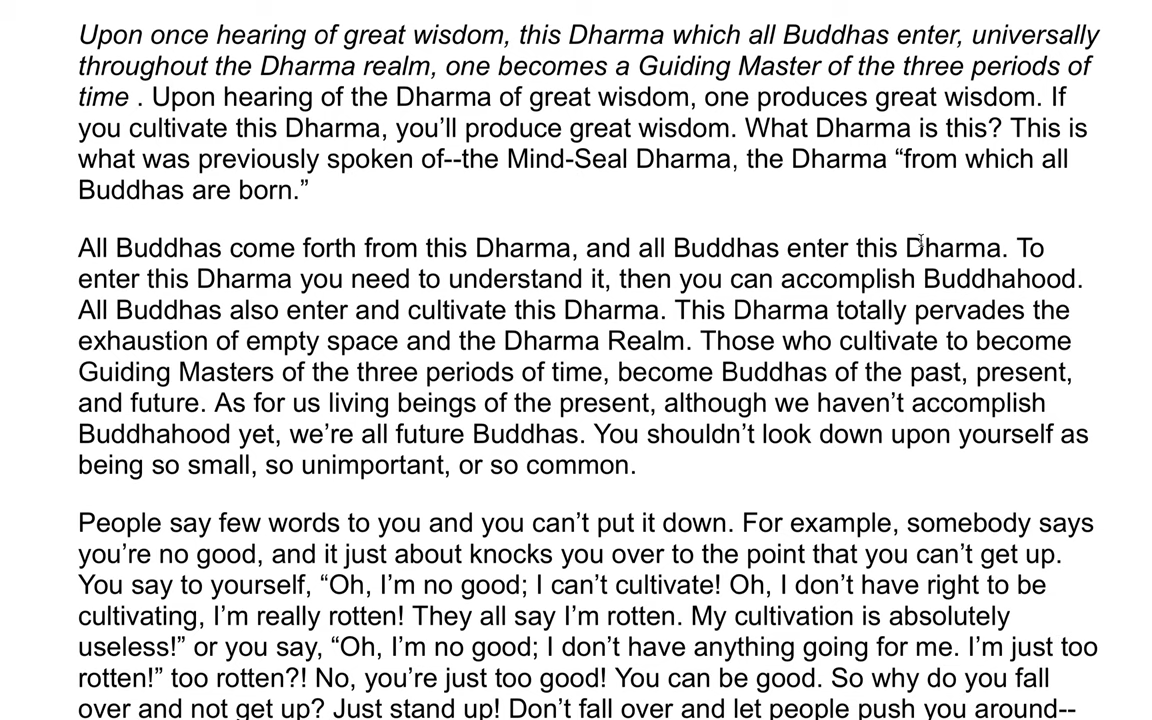 Upon once hearing of great wisdom, this Dharma which all Buddhas enter, universally
throughout the Dharma realm, one becomes a Guiding Master of the three periods of
time . Upon hearing of the Dharma of great wisdom, one produces great wisdom. If
you cultivate this Dharma, you’ll produce great wisdom. What Dharma is this? This is
what was previously spoken of--the Mind-Seal Dharma, the Dharma “from which all
Buddhas are born.”
All Buddhas come forth from this Dharma, and all Buddhas enter this Dharma. To
enter this Dharma you need to understand it, then you can accomplish Buddhahood.
All Buddhas also enter and cultivate this Dharma. This Dharma totally pervades the
exhaustion of empty space and the Dharma Realm. Those who cultivate to become
Guiding Masters of the three periods of time, become Buddhas of the past, present,
and future. As for us living beings of the present, although we haven’t accomplish
Buddhahood yet, we’re all future Buddhas. You shouldn’t look down upon yourself as
being so small, so unimportant, or so common.
People say few words to you and you can’t put it down. For example, somebody says
you’re no good, and it just about knocks you over to the point that you can’t get up.
You say to yourself, “Oh, I’m no good; I can’t cultivate! Oh, I don’t have right to be
cultivating, I’m really rotten! They all say I’m rotten. My cultivation is absolutely
useless!” or you say, “Oh, I’m no good; I don’t have anything going for me. I’m just too
rotten!” too rotten?! No, you’re just too good! You can be good. So why do you fall
over and not get up? Just stand up! Don’t fall over and let people push you around--